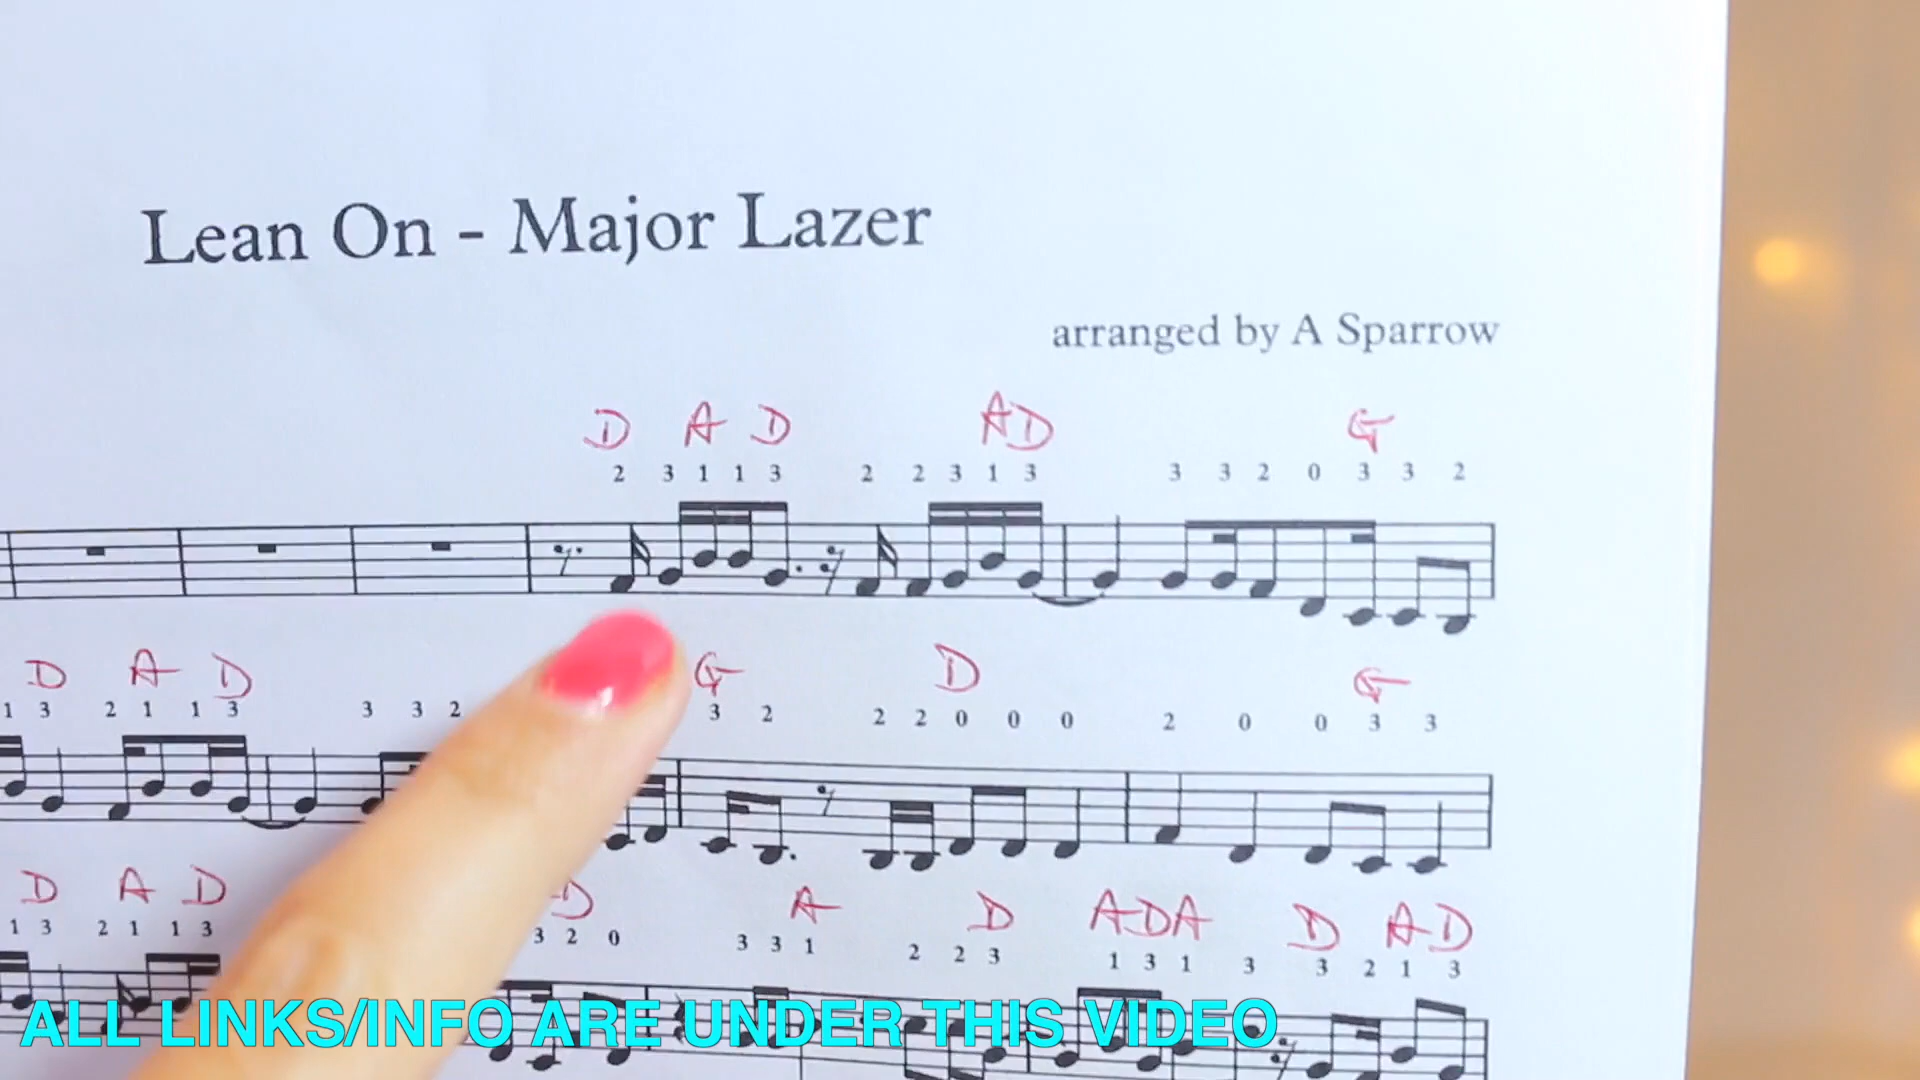 Lean On - Major Lazer
arranged by A Sparrow
D A D AD G
2 3 1 1 3 2 2 3 1 3 3 3 2 0 3 3 2
D A D G D G
1 3 2 1 1 3 3 3 2 3 2 2 2 0 0 0 2 0 0 3 3
D A D D A D ADA D AD
1 3 2 1 1 3 3 2 0 3 3 1 2 2 3 1 3 1 3 3 2 1 3
ALL LINKS/INFO ARE UNDER THIS VIDEO